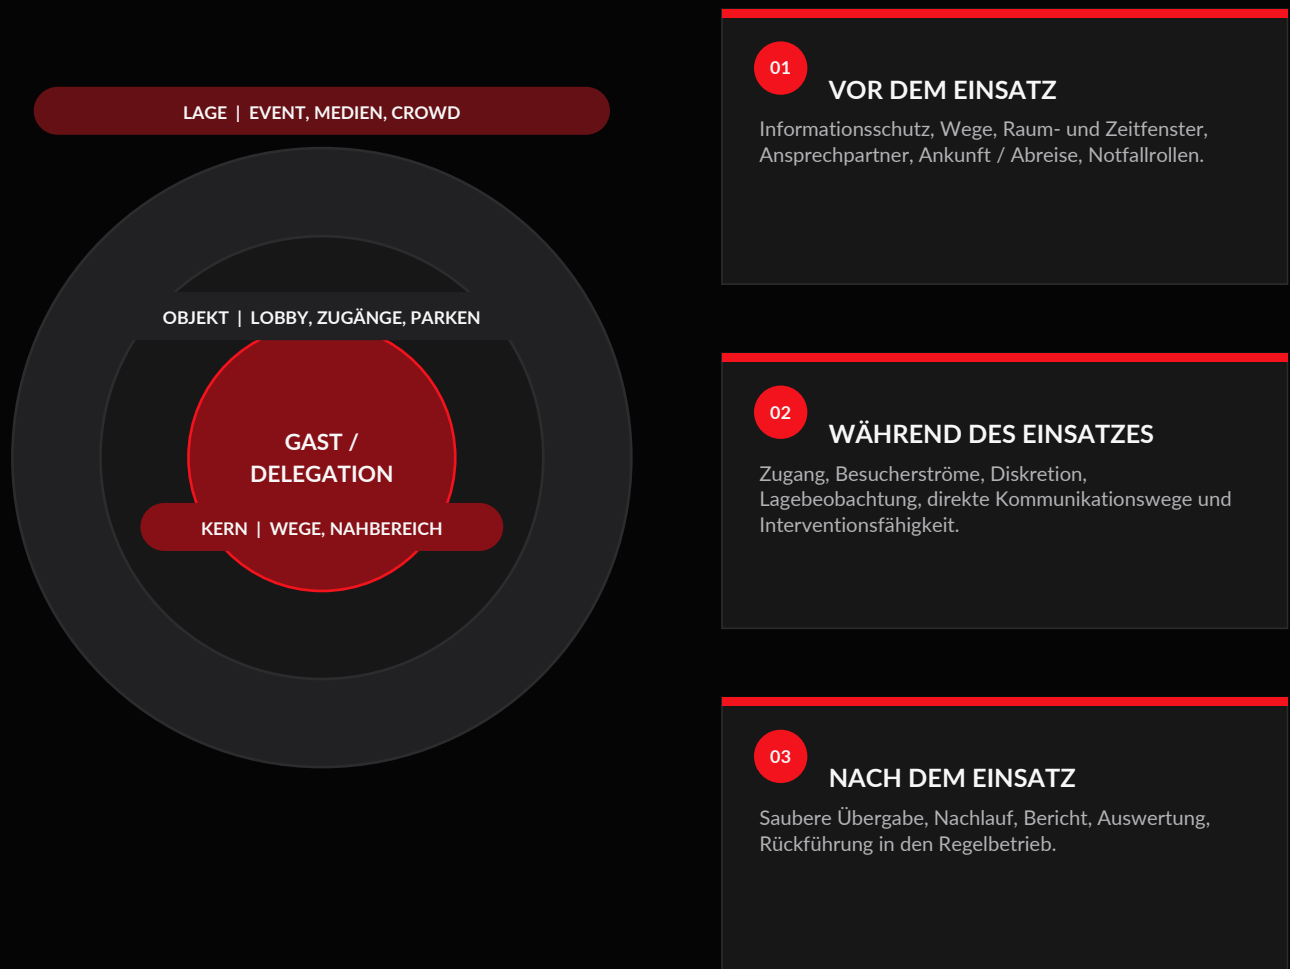 LAGE | EVENT, MEDIEN, CROWD
OBJEKT | LOBBY, ZUGÄNGE, PARKEN
GAST /
DELEGATION
KERN | WEGE, NAHBEREICH
01
VOR DEM EINSATZ
Informationsschutz, Wege, Raum- und Zeitfenster,
Ansprechpartner, Ankunft / Abreise, Notfallrollen.
02
WÄHREND DES EINSATZES
Zugang, Besucherströme, Diskretion,
Lagebeobachtung, direkte Kommunikationswege und
Interventionsfähigkeit.
03
NACH DEM EINSATZ
Saubere Übergabe, Nachlauf, Bericht, Auswertung,
Rückführung in den Regelbetrieb.